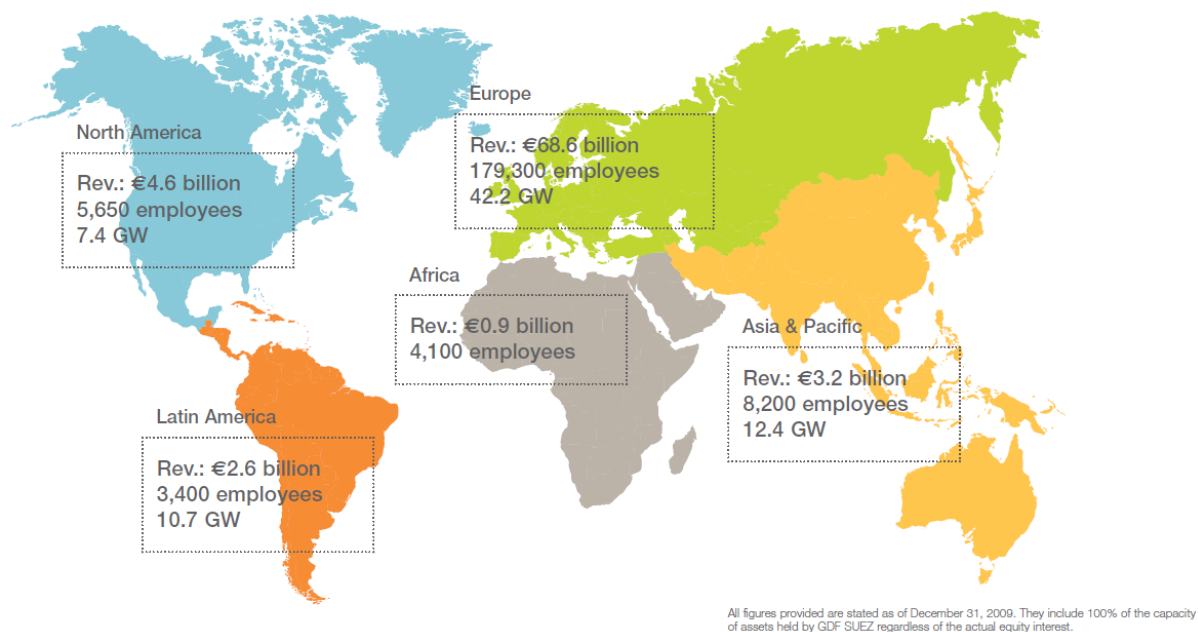 Europe
Rev.: €68.6 billion
179,300 employees
42.2 GW
North America
Rev.: €4.6 billion
5,650 employees
7.4 GW
Africa
Rev.: €0.9 billion
4,100 employees
Asia & Pacific
Rev.: €3.2 billion
8,200 employees
12.4 GW
Latin America
Rev.: €2.6 billion
3,400 employees
10.7 GW
All figures provided are stated as of December 31, 2009. They include 100% of the capacity
of assets held by GDF SUEZ regardless of the actual equity interest.